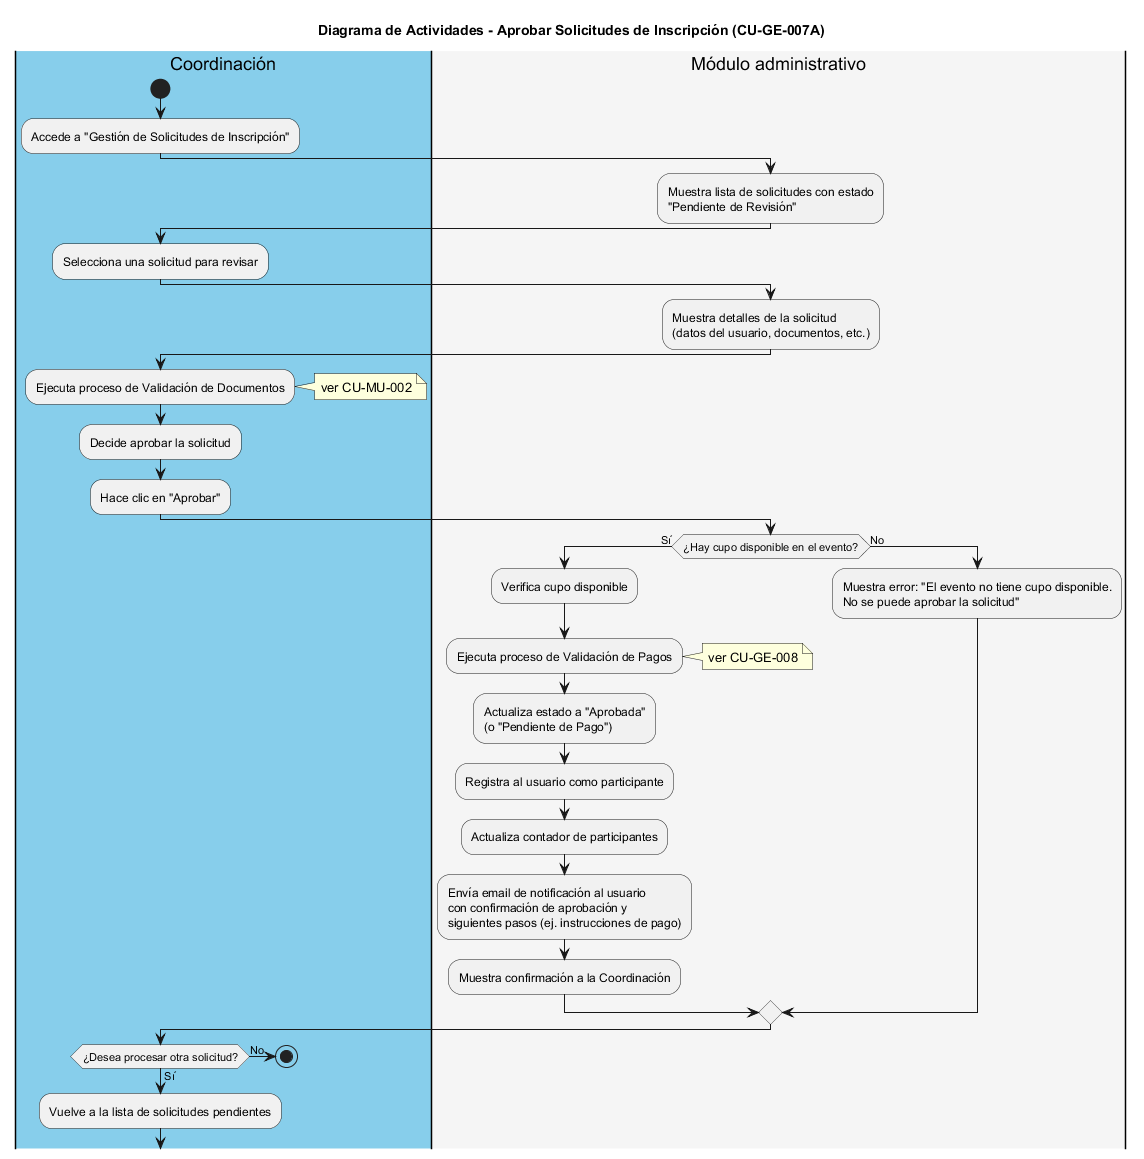 Diagrama de Actividades - Aprobar Solicitudes de Inscripción (CU-GE-007A)
Coordinación
Módulo administrativo
Accede a "Gestión de Solicitudes de Inscripción"
Muestra lista de solicitudes con estado
"Pendiente de Revisión"
Selecciona una solicitud para revisar
Muestra detalles de la solicitud
(datos del usuario, documentos, etc.)
Ejecuta proceso de Validación de Documentos
ver CU-MU-002
Decide aprobar la solicitud
Hace clic en "Aprobar"
Sí
¿Hay cupo disponible en el evento?
No
Verifica cupo disponible
Muestra error: "El evento no tiene cupo disponible.
No se puede aprobar la solicitud"
Ejecuta proceso de Validación de Pagos
ver CU-GE-008
Actualiza estado a "Aprobada"
(o "Pendiente de Pago")
Registra al usuario como participante
Actualiza contador de participantes
Envía email de notificación al usuario
con confirmación de aprobación y
siguientes pasos (ej. instrucciones de pago)
Muestra confirmación a la Coordinación
¿Desea procesar otra solicitud?
No
Sí
Vuelve a la lista de solicitudes pendientes